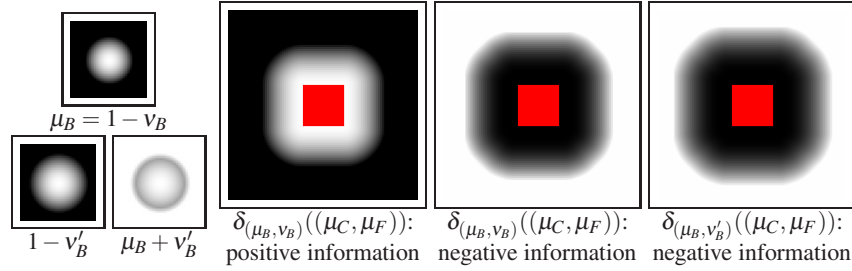 μ_B = 1 − ν_B
1 − ν′_B
μ_B + ν′_B
δ_(μ_B,ν_B)((μ_C, μ_F)):
positive information
δ_(μ_B,ν_B)((μ_C, μ_F)):
negative information
δ_(μ_B,ν′_B)((μ_C, μ_F)):
negative information